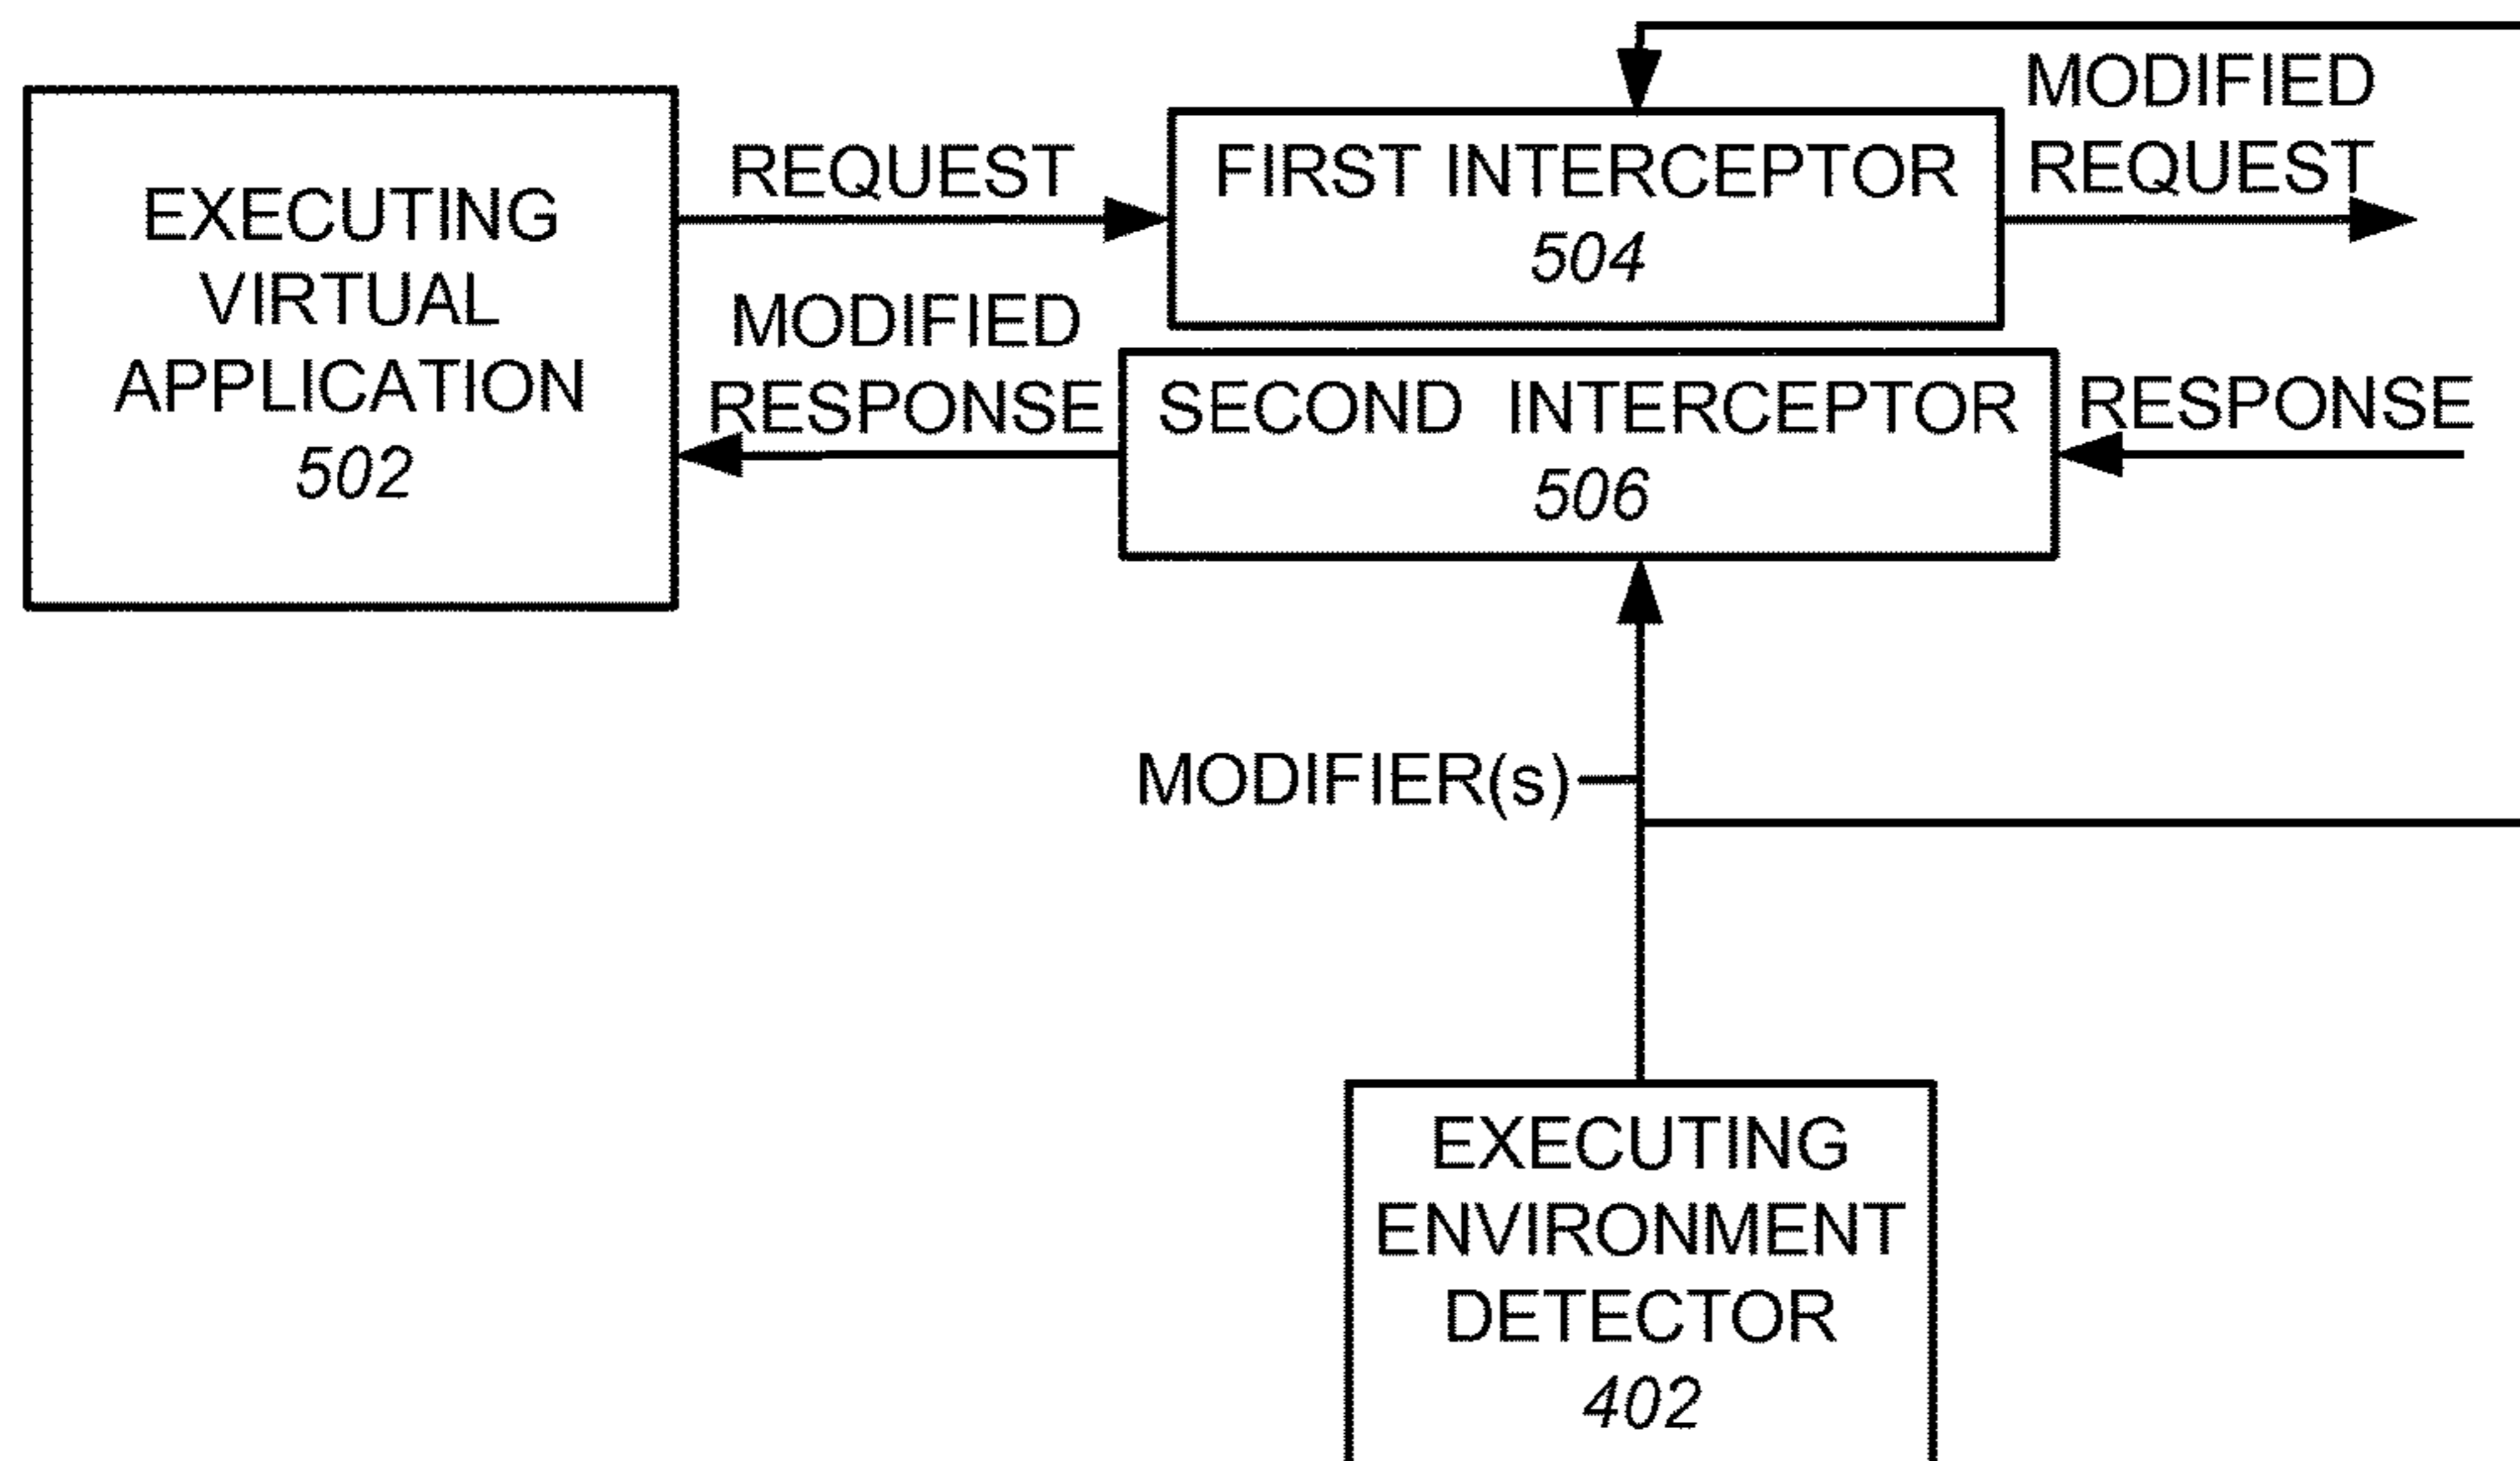 EXECUTING
VIRTUAL
APPLICATION
502
REQUEST
MODIFIED
RESPONSE
FIRST INTERCEPTOR
504
SECOND INTERCEPTOR
506
MODIFIED
REQUEST
RESPONSE
MODIFIER(s)
EXECUTING
ENVIRONMENT
DETECTOR
402